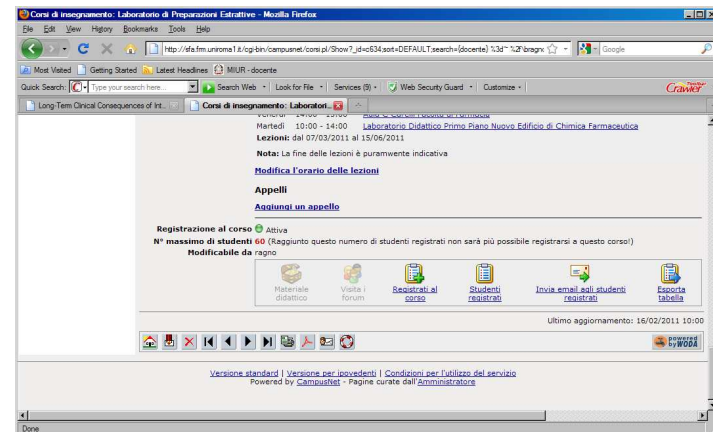 Corsi di insegnamento: Laboratorio di Preparazioni Estrattive - Mozilla Firefox
File Edit View History Bookmarks Tools Help
Google
Most Visited Getting Started Latest Headlines MIUR - docente
Quick Search: Type your search here... Search Web Look for File Services (9) Web Security Guard Customize Crawler
Long-Term Clinical Consequences of Int... Corsi di insegnamento: Laboratori...
Martedì 10:00 - 14:00 Laboratorio Didattico Primo Piano Nuovo Edificio di Chimica Farmaceutica
Lezioni: dal 07/03/2011 al 15/06/2011
Nota: La fine delle lezioni è puramwente indicativa
Modifica l'orario delle lezioni
Appelli
Aggiungi un appello
Registrazione al corso Attiva
N° massimo di studenti 60 (Raggiunto questo numero di studenti registrati non sarà più possibile registrarsi a questo corso!)
Modificabile da ragno
Materiale didattico Visita i forum Registrati al corso Studenti registrati Invia email agli studenti registrati Esporta tabella
Ultimo aggiornamento: 16/02/2011 10:00
powered by WODA
Versione standard | Versione per ipovedenti | Condizioni per l'utilizzo del servizio
Powered by CampusNet - Pagine curate dall'Amministratore
Done